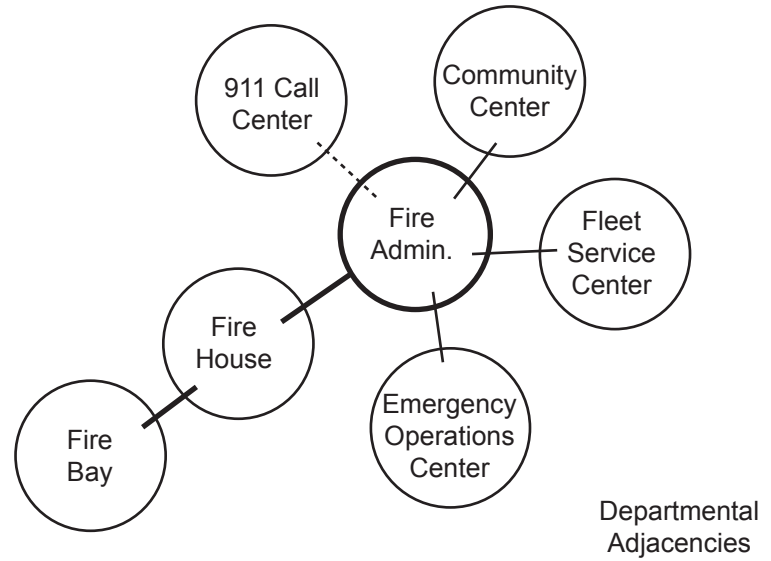 911 Call
Center
Community
Center
Fire
Admin.
Fleet
Service
Center
Fire
House
Emergency
Operations
Center
Fire
Bay
Departmental
Adjacencies